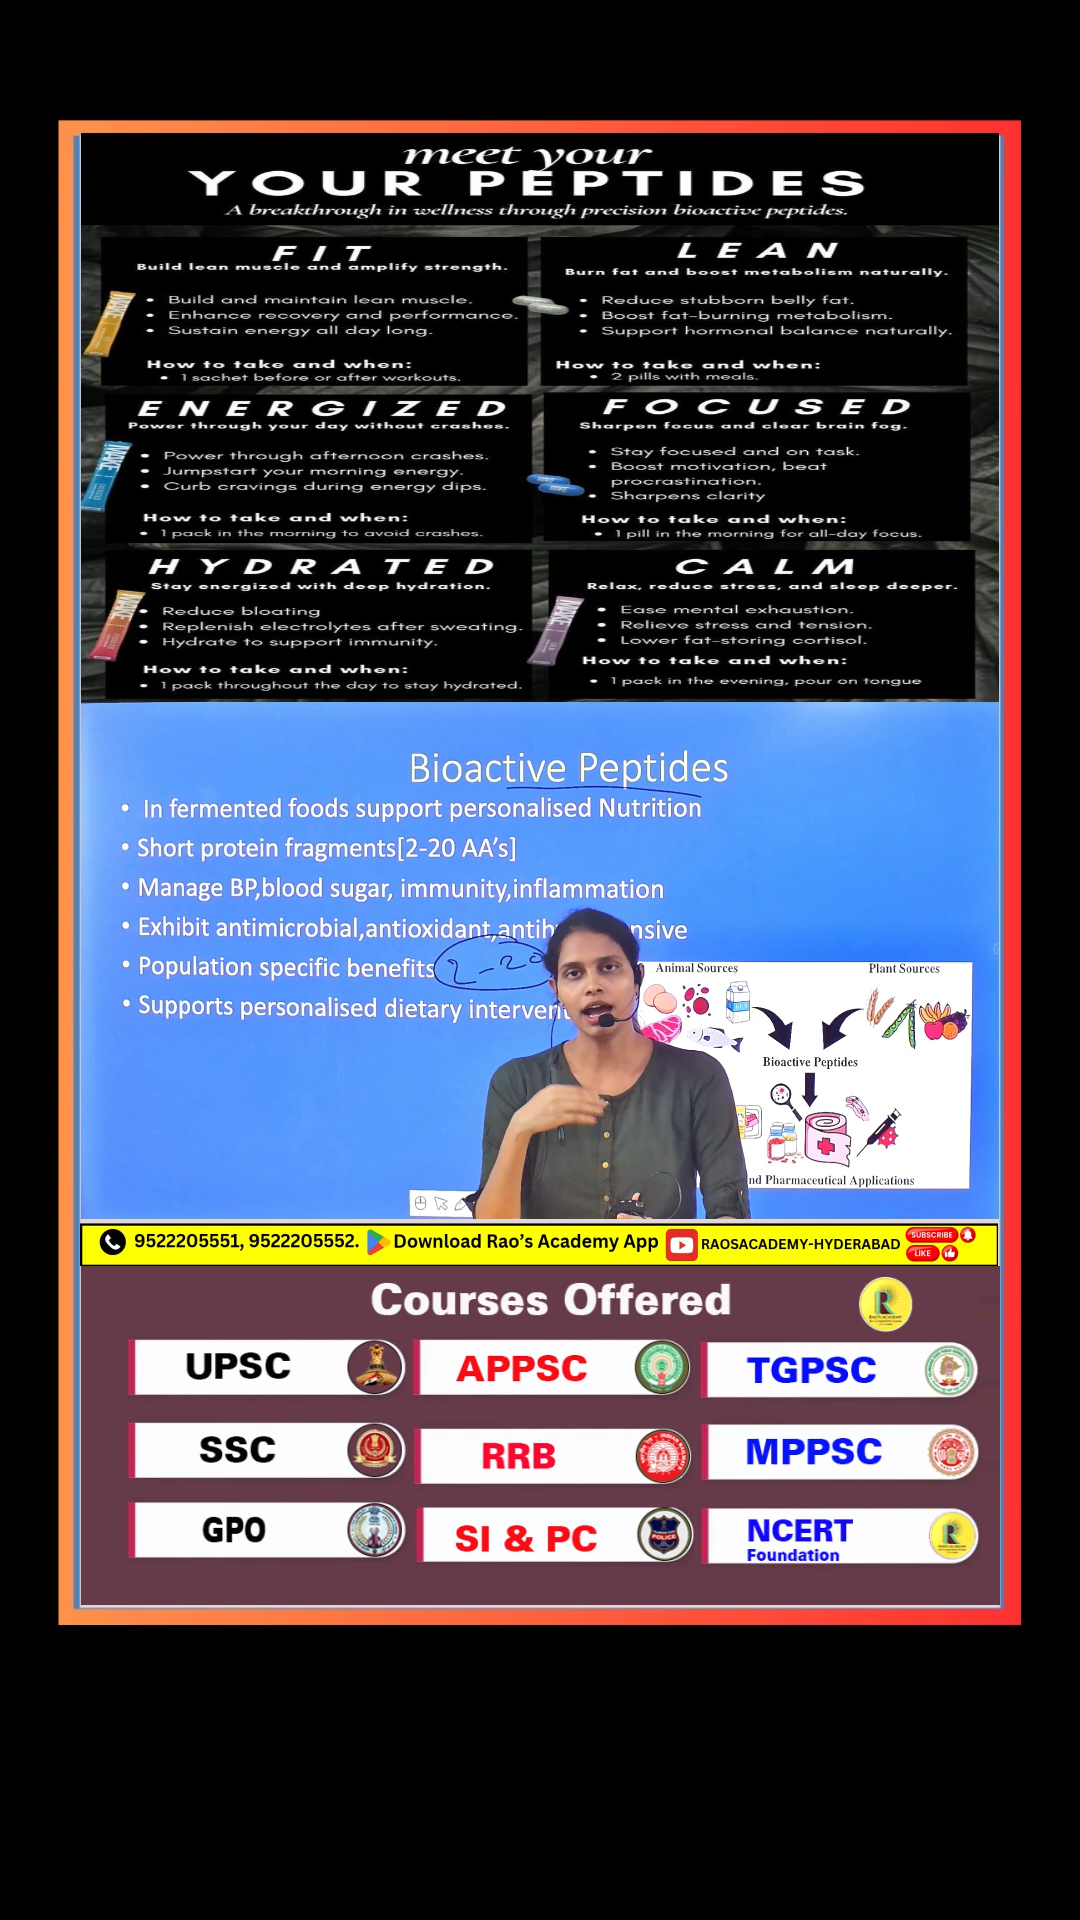 meet your
YOUR PEPTIDES
A breakthrough in wellness through precision bioactive peptides.
FIT
Build lean muscle and amplify strength.
• Build and maintain lean muscle.
• Enhance recovery and performance.
• Sustain energy all day long.
How to take and when:
• 1 sachet before or after workouts.
LEAN
Burn fat and boost metabolism naturally.
• Reduce stubborn belly fat.
• Boost fat-burning metabolism.
• Support hormonal balance naturally.
How to take and when:
• 2 pills with meals.
ENERGIZED
Power through your day without crashes.
• Power through afternoon crashes.
• Jumpstart your morning energy.
• Curb cravings during energy dips.
How to take and when:
• 1 pack in the morning to avoid crashes.
FOCUSED
Sharpen focus and clear brain fog.
• Stay focused and on task.
• Boost motivation, beat
procrastination.
• Sharpens clarity
How to take and when:
• 1 pill in the morning for all-day focus.
HYDRATED
Stay energized with deep hydration.
• Reduce bloating
• Replenish electrolytes after sweating.
• Hydrate to support immunity.
How to take and when:
• 1 pack throughout the day to stay hydrated.
CALM
Relax, reduce stress, and sleep deeper.
• Ease mental exhaustion.
• Relieve stress and tension.
• Lower fat-storing cortisol.
How to take and when:
• 1 pack in the evening, pour on tongue
Bioactive Peptides
• In fermented foods support personalised Nutrition
• Short protein fragments[2-20 AA's]
• Manage BP,blood sugar, immunity,inflammation
• Exhibit antimicrobial,antioxidant,
• Population specific benefits
2-20
• Supports personalised dietary
Animal Sources
Plant Sources
Bioactive Peptides
Pharmaceutical Applications
9522205551, 9522205552.
Download Rao's Academy App
RAOSACADEMY-HYDERABAD
SUBSCRIBE
LIKE
Courses Offered
R
UPSC
APPSC
TGPSC
SSC
RRB
MPPSC
GPO
SI & PC
POLICE
NCERT
Foundation